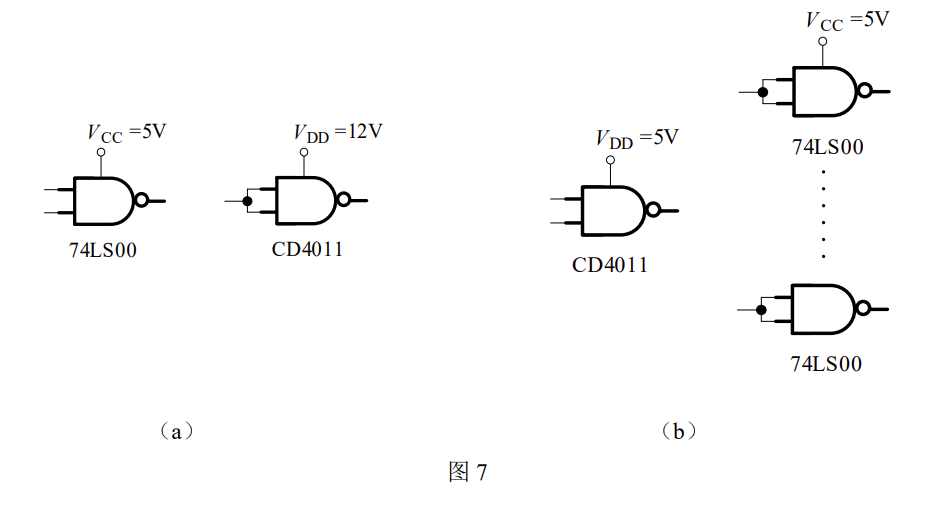 VCC =5V
74LS00
VDD =12V
CD4011
VDD =5V
CD4011
VCC =5V
74LS00
74LS00
（a）
（b）
图 7